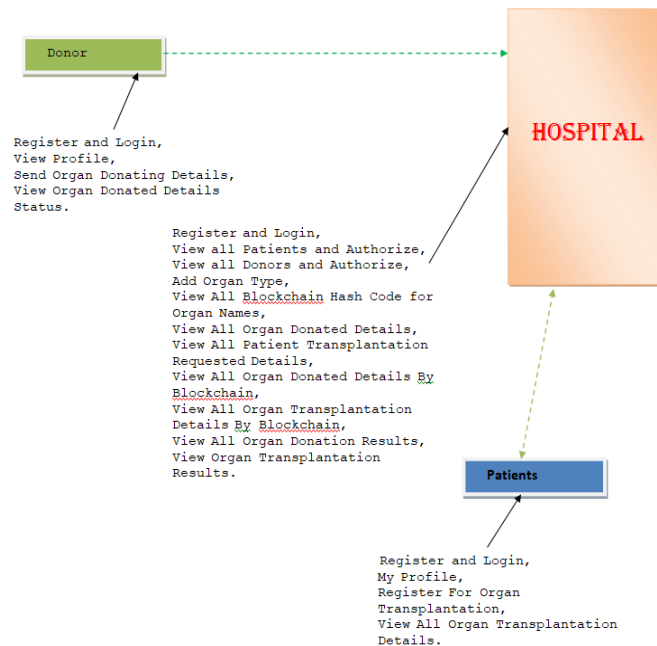 Donor
HOSPITAL
Register and Login,
View Profile,
Send Organ Donating Details,
View Organ Donated Details
Status.
Register and Login,
View all Patients and Authorize,
View all Donors and Authorize,
Add Organ Type,
View All Blockchain Hash Code for
Organ Names,
View All Organ Donated Details,
View All Patient Transplantation
Requested Details,
View All Organ Donated Details By
Blockchain,
View All Organ Transplantation
Details By Blockchain,
View All Organ Donation Results,
View Organ Transplantation
Results.
Patients
Register and Login,
My Profile,
Register For Organ
Transplantation,
View All Organ Transplantation
Details.